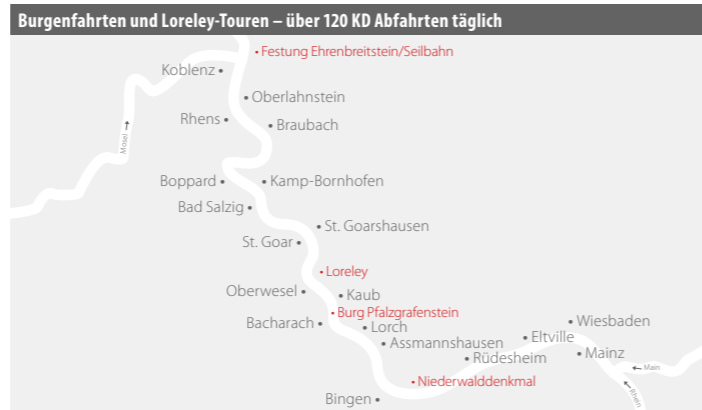 Burgenfahrten und Loreley-Touren – über 120 KD Abfahrten täglich
• Festung Ehrenbreitstein/Seilbahn
Koblenz •
• Oberlahnstein
Rhens •
• Braubach
Mosel →
Boppard •
• Kamp-Bornhofen
Bad Salzig •
• St. Goarshausen
St. Goar •
• Loreley
Oberwesel •
• Kaub
• Burg Pfalzgrafenstein
Bacharach •
• Lorch
• Wiesbaden
• Assmannshausen
• Eltville
• Rüdesheim
• Mainz
← Main
• Niederwalddenkmal
← Rhein
Bingen •